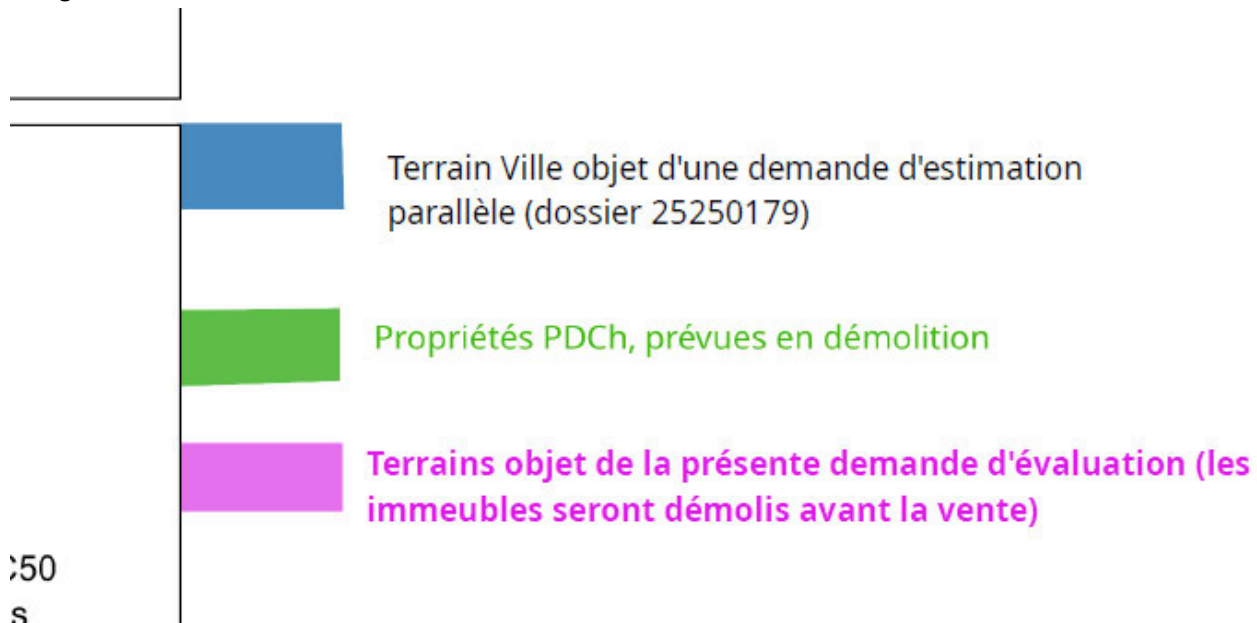 Terrain Ville objet d'une demande d'estimation
parallèle (dossier 25250179)
Propriétés PDCh, prévues en démolition
Terrains objet de la présente demande d'évaluation (les
immeubles seront démolis avant la vente)
C50
s